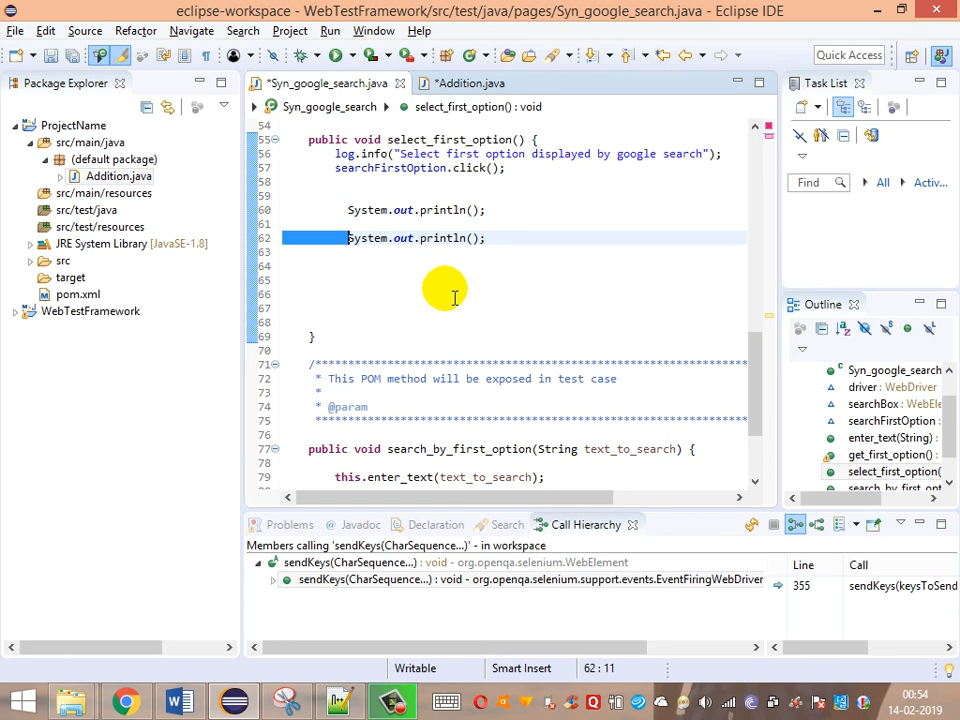 eclipse-workspace - WebTestFramework/src/test/java/pages/Syn_google_search.java - Eclipse IDE
File Edit Source Refactor Navigate Search Project Run Window Help
Quick Access
Package Explorer
*Syn_google_search.java
*Addition.java
Task List
Syn_google_search
select_first_option() : void
ProjectName
src/main/java
(default package)
Addition.java
src/main/resources
src/test/java
src/test/resources
JRE System Library [JavaSE-1.8]
src
target
pom.xml
WebTestFramework
54
55 public void select_first_option() {
56 log.info("Select first option displayed by google search");
57 searchFirstOption.click();
58
59
60 System.out.println();
61
62 System.out.println();
63
64
65
66
67
68
69 }
70
71 /****************************************************************
72 * This POM method will be exposed in test case
73 *
74 * @param
75 ****************************************************************
76
77 public void search_by_first_option(String text_to_search) {
78
79 this.enter_text(text_to_search);
Find
All
Activ...
Outline
Syn_google_search
driver : WebDriver
searchBox : WebEle
searchFirstOption :
enter_text(String) :
get_first_option() :
select_first_option(
search_by_first_opt
Problems
Javadoc
Declaration
Search
Call Hierarchy
Members calling 'sendKeys(CharSequence...)' - in workspace
sendKeys(CharSequence...) : void - org.openqa.selenium.WebElement
sendKeys(CharSequence...) : void - org.openqa.selenium.support.events.EventFiringWebDriver
Line
Call
355
sendKeys(keysToSend
Writable
Smart Insert
62 : 11
00:54
14-02-2019